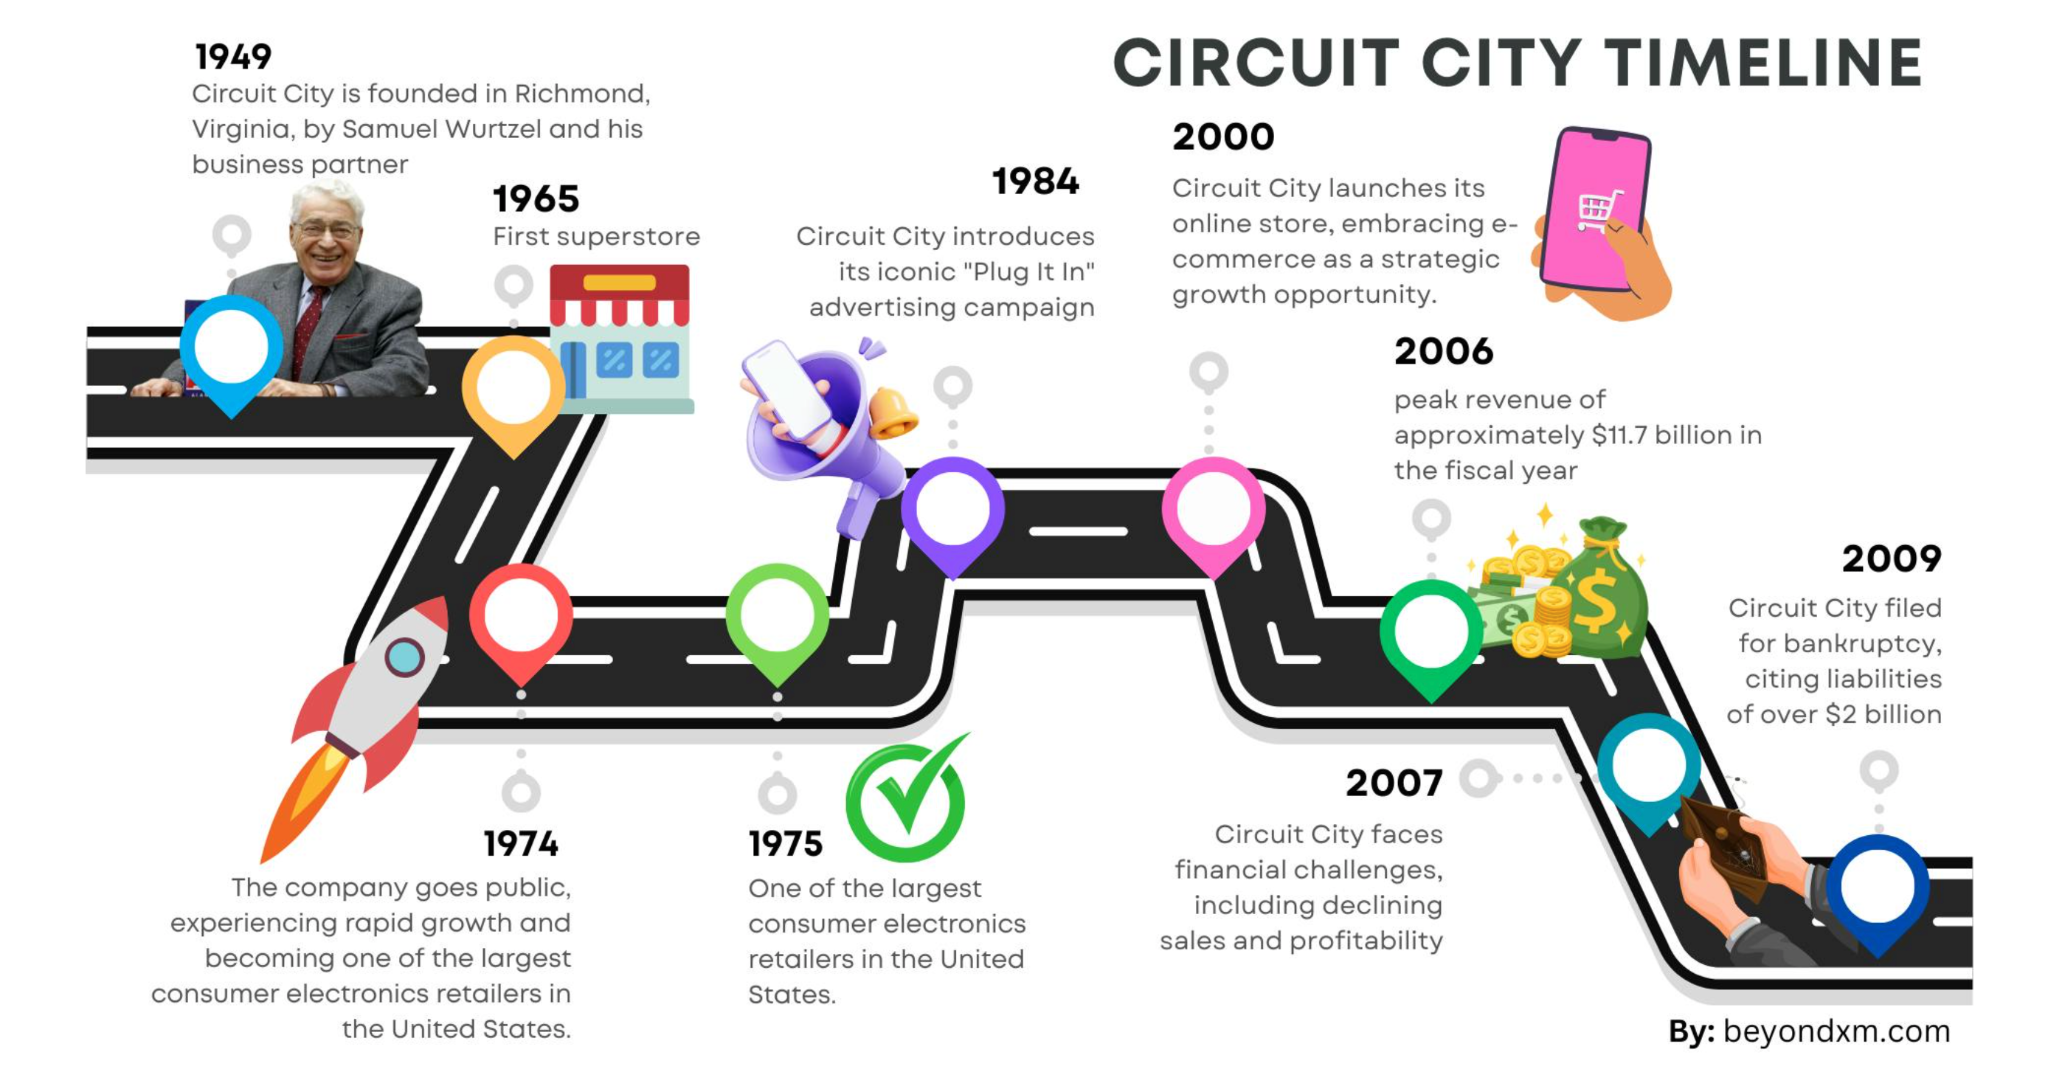 CIRCUIT CITY TIMELINE
1949
Circuit City is founded in Richmond,
Virginia, by Samuel Wurtzel and his
business partner
1965
First superstore
1974
The company goes public,
experiencing rapid growth and
becoming one of the largest
consumer electronics retailers in
the United States.
1975
One of the largest
consumer electronics
retailers in the United
States.
1984
Circuit City introduces
its iconic "Plug It In"
advertising campaign
2000
Circuit City launches its
online store, embracing e-
commerce as a strategic
growth opportunity.
2006
peak revenue of
approximately $11.7 billion in
the fiscal year
2007
Circuit City faces
financial challenges,
including declining
sales and profitability
2009
Circuit City filed
for bankruptcy,
citing liabilities
of over $2 billion
By: beyondxm.com